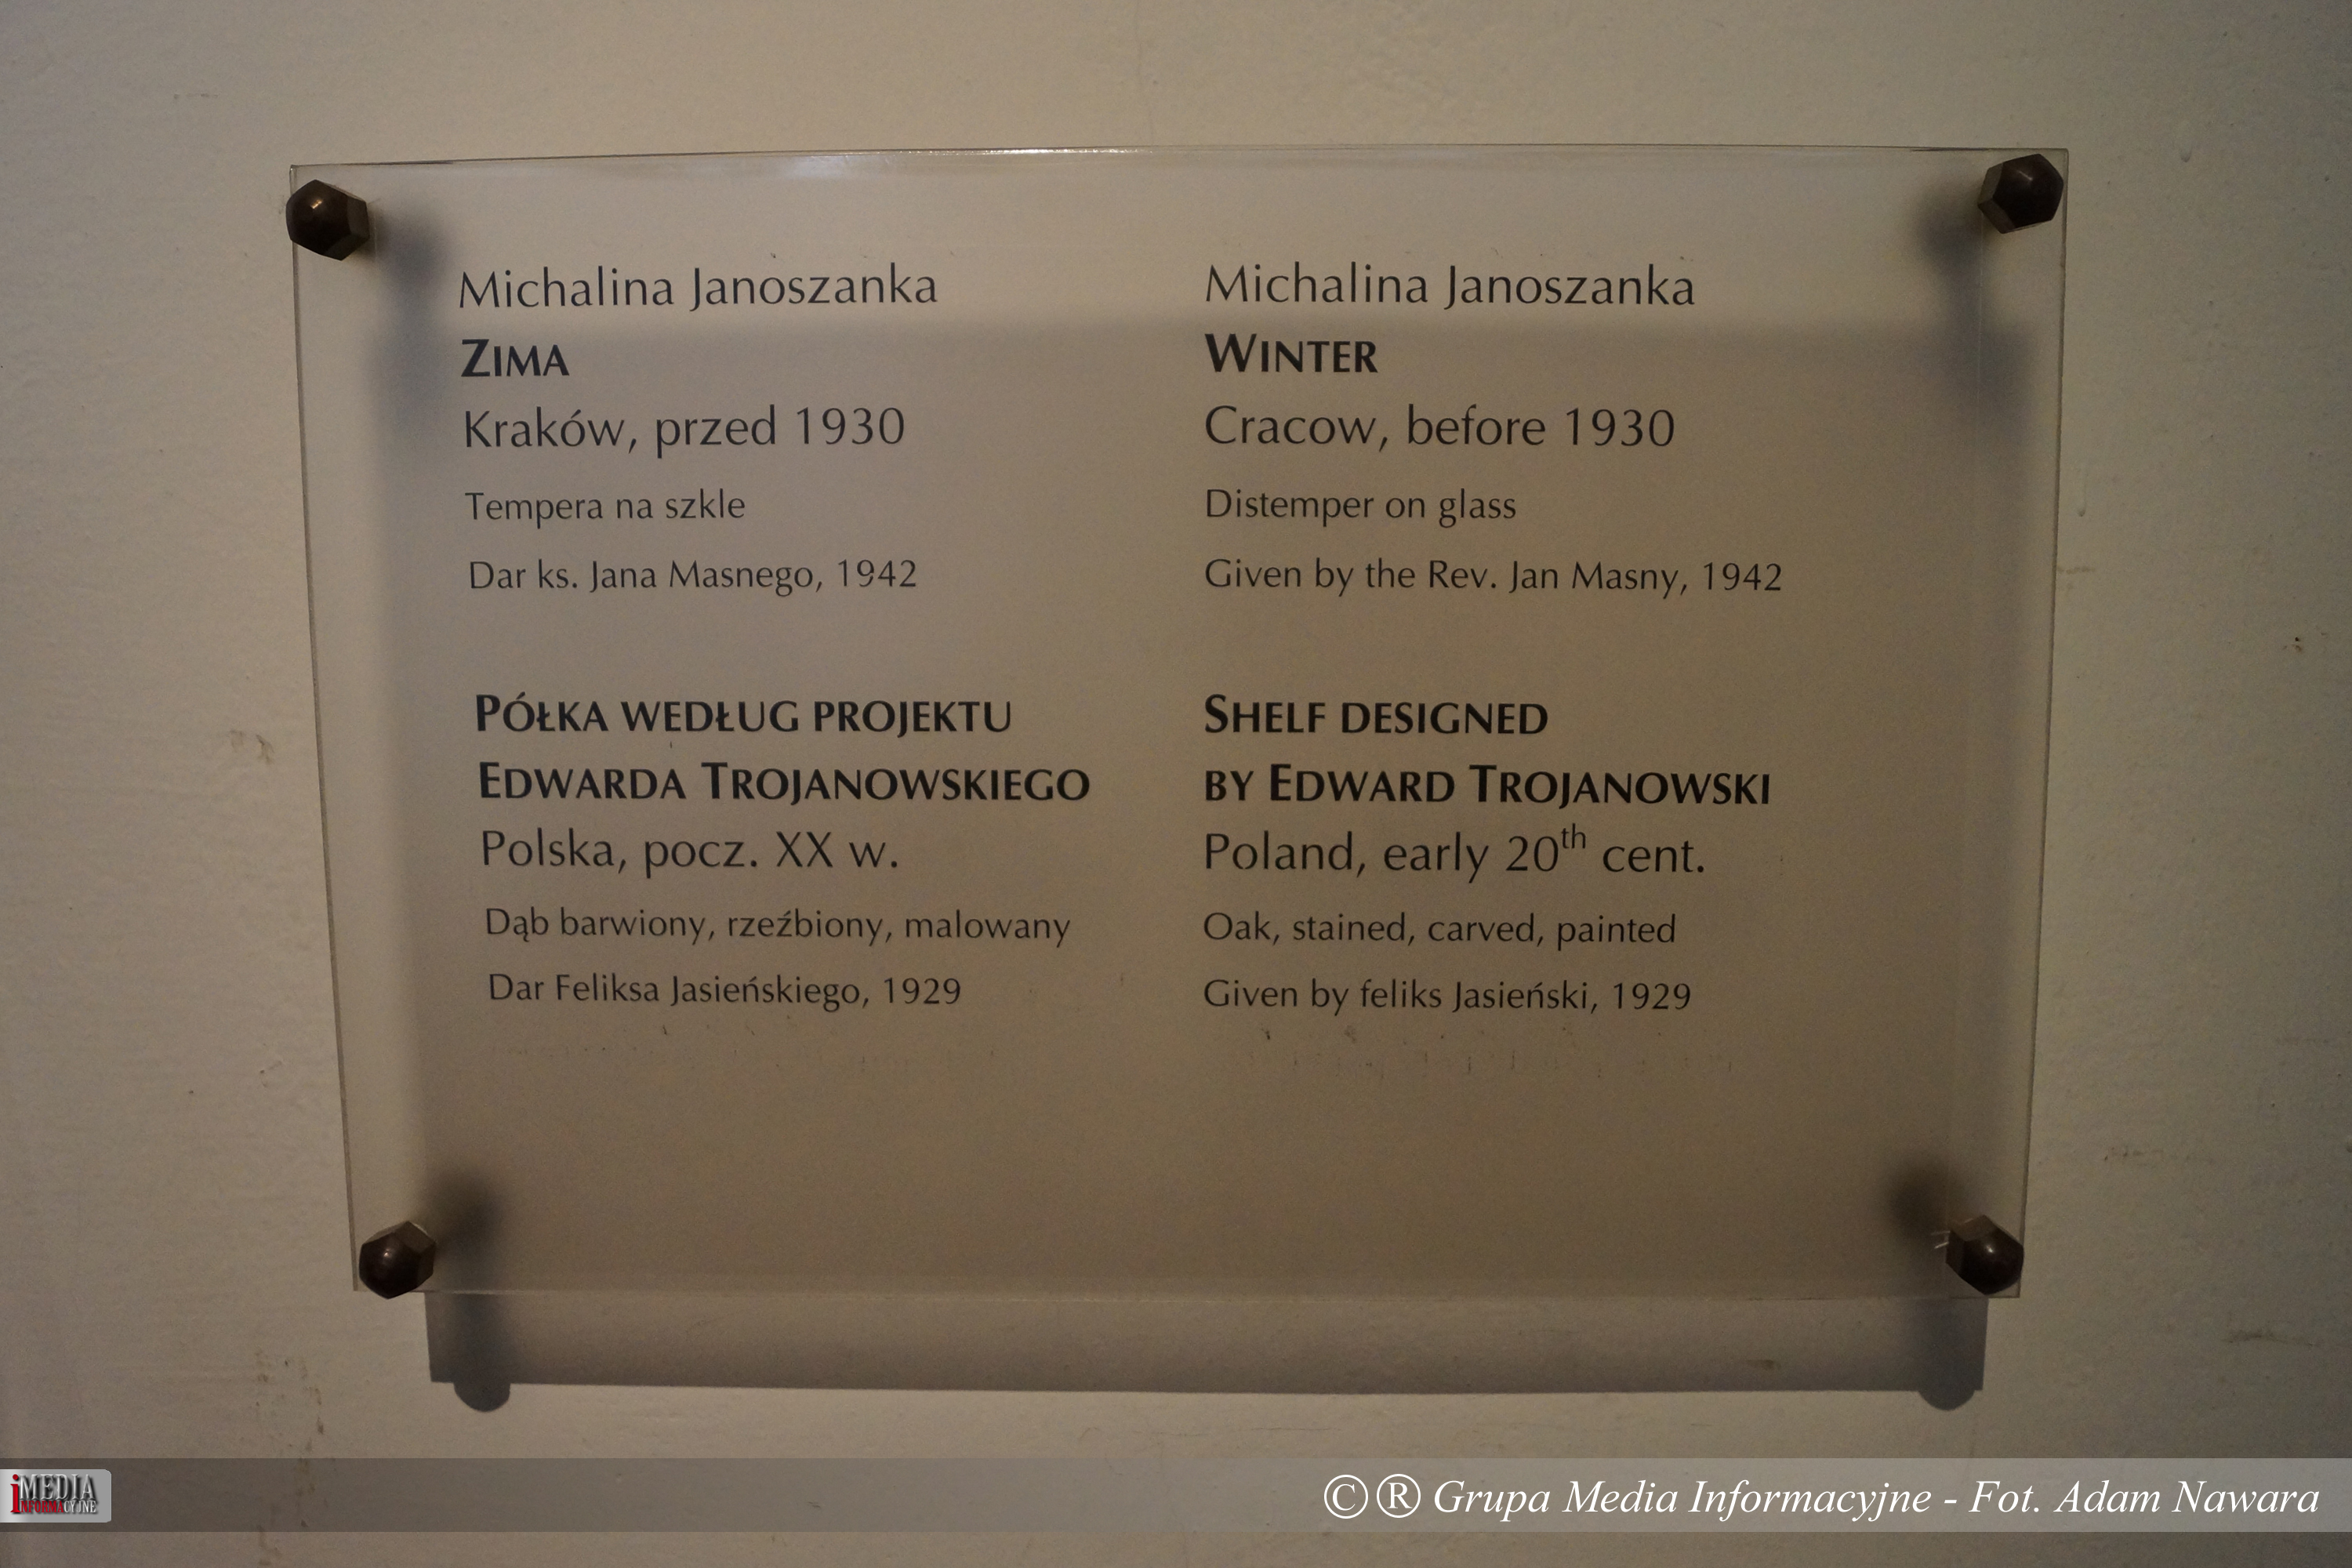 Michalina Janoszanka
ZIMA
Kraków, przed 1930
Tempera na szkle
Dar ks. Jana Masnego, 1942
PÓŁKA WEDŁUG PROJEKTU
EDWARDA TROJANOWSKIEGO
Polska, pocz. XX w.
Dąb barwiony, rzeźbiony, malowany
Dar Feliksa Jasieńskiego, 1929
Michalina Janoszanka
WINTER
Cracow, before 1930
Distemper on glass
Given by the Rev. Jan Masny, 1942
SHELF DESIGNED
BY EDWARD TROJANOWSKI
Poland, early 20th cent.
Oak, stained, carved, painted
Given by feliks Jasieński, 1929
iMEDIA
INFORMACYJNE
©® Grupa Media Informacyjne - Fot. Adam Nawara